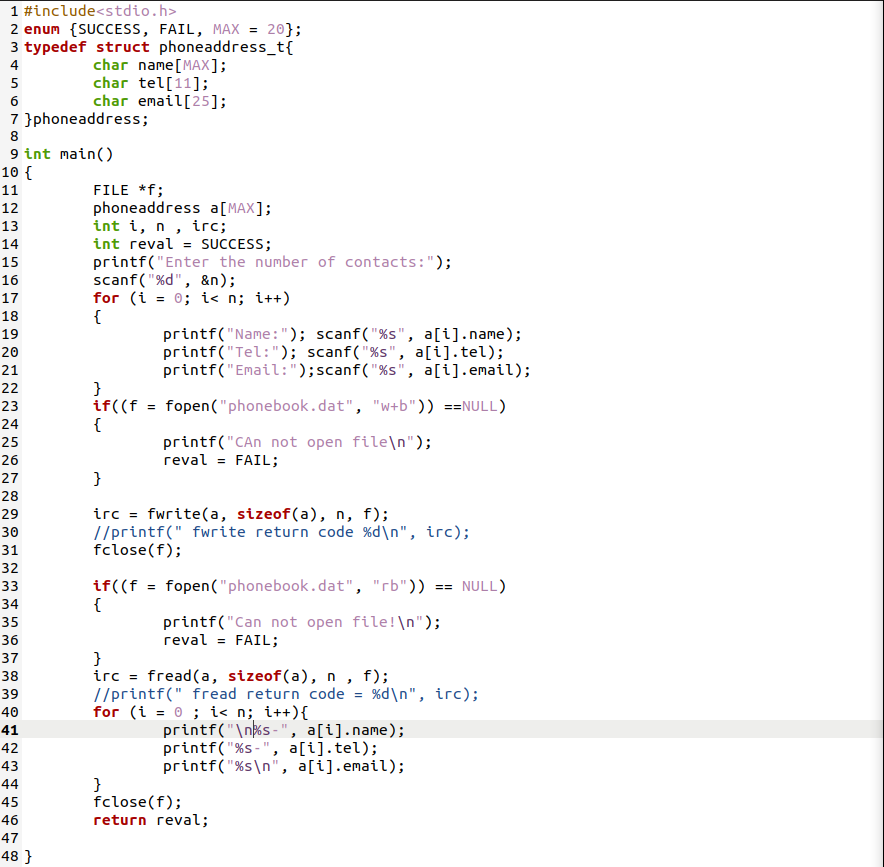 1 #include<stdio.h>
2 enum {SUCCESS, FAIL, MAX = 20};
3 typedef struct phoneaddress_t{
4         char name[MAX];
5         char tel[11];
6         char email[25];
7 }phoneaddress;
8
9 int main()
10 {
11         FILE *f;
12         phoneaddress a[MAX];
13         int i, n , irc;
14         int reval = SUCCESS;
15         printf("Enter the number of contacts:");
16         scanf("%d", &n);
17         for (i = 0; i< n; i++)
18         {
19                 printf("Name:"); scanf("%s", a[i].name);
20                 printf("Tel:"); scanf("%s", a[i].tel);
21                 printf("Email:");scanf("%s", a[i].email);
22         }
23         if((f = fopen("phonebook.dat", "w+b")) ==NULL)
24         {
25                 printf("CAn not open file\n");
26                 reval = FAIL;
27         }
28
29         irc = fwrite(a, sizeof(a), n, f);
30         //printf(" fwrite return code %d\n", irc);
31         fclose(f);
32
33         if((f = fopen("phonebook.dat", "rb")) == NULL)
34         {
35                 printf("Can not open file!\n");
36                 reval = FAIL;
37         }
38         irc = fread(a, sizeof(a), n , f);
39         //printf(" fread return code = %d\n", irc);
40         for (i = 0 ; i< n; i++){
41                 printf("\n%s-", a[i].name);
42                 printf("%s-", a[i].tel);
43                 printf("%s\n", a[i].email);
44         }
45         fclose(f);
46         return reval;
47
48 }